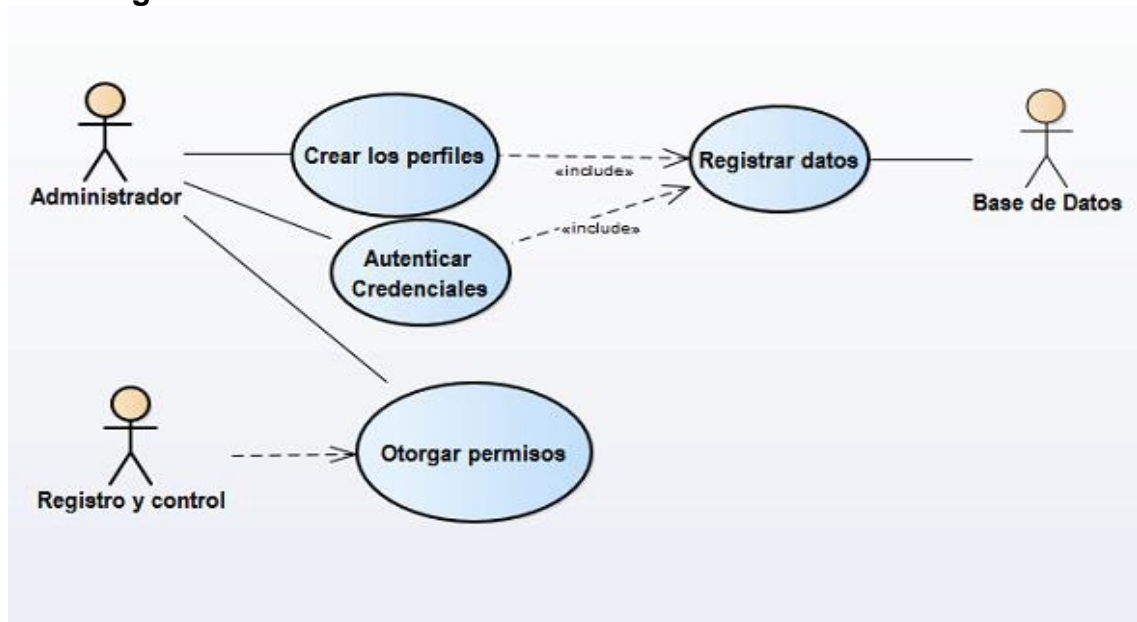 Crear los perfiles
«include»
Registrar datos
Administrador
Base de Datos
«include»
Autenticar
Credenciales
Otorgar permisos
Registro y control